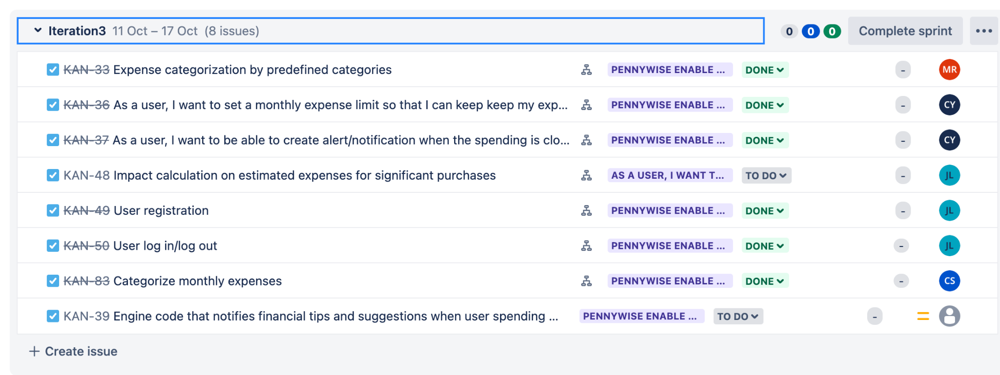 Iteration3 11 Oct – 17 Oct (8 issues) 0 0 0 Complete sprint
KAN-33 Expense categorization by predefined categories PENNYWISE ENABLE ... DONE - MR
KAN-36 As a user, I want to set a monthly expense limit so that I can keep keep my exp... PENNYWISE ENABLE ... DONE - CY
KAN-37 As a user, I want to be able to create alert/notification when the spending is clo... PENNYWISE ENABLE ... DONE - CY
KAN-48 Impact calculation on estimated expenses for significant purchases AS A USER, I WANT T... TO DO - JL
KAN-49 User registration PENNYWISE ENABLE ... DONE - JL
KAN-50 User log in/log out PENNYWISE ENABLE ... DONE - JL
KAN-83 Categorize monthly expenses PENNYWISE ENABLE ... DONE - CS
KAN-39 Engine code that notifies financial tips and suggestions when user spending ... PENNYWISE ENABLE ... TO DO -
+ Create issue